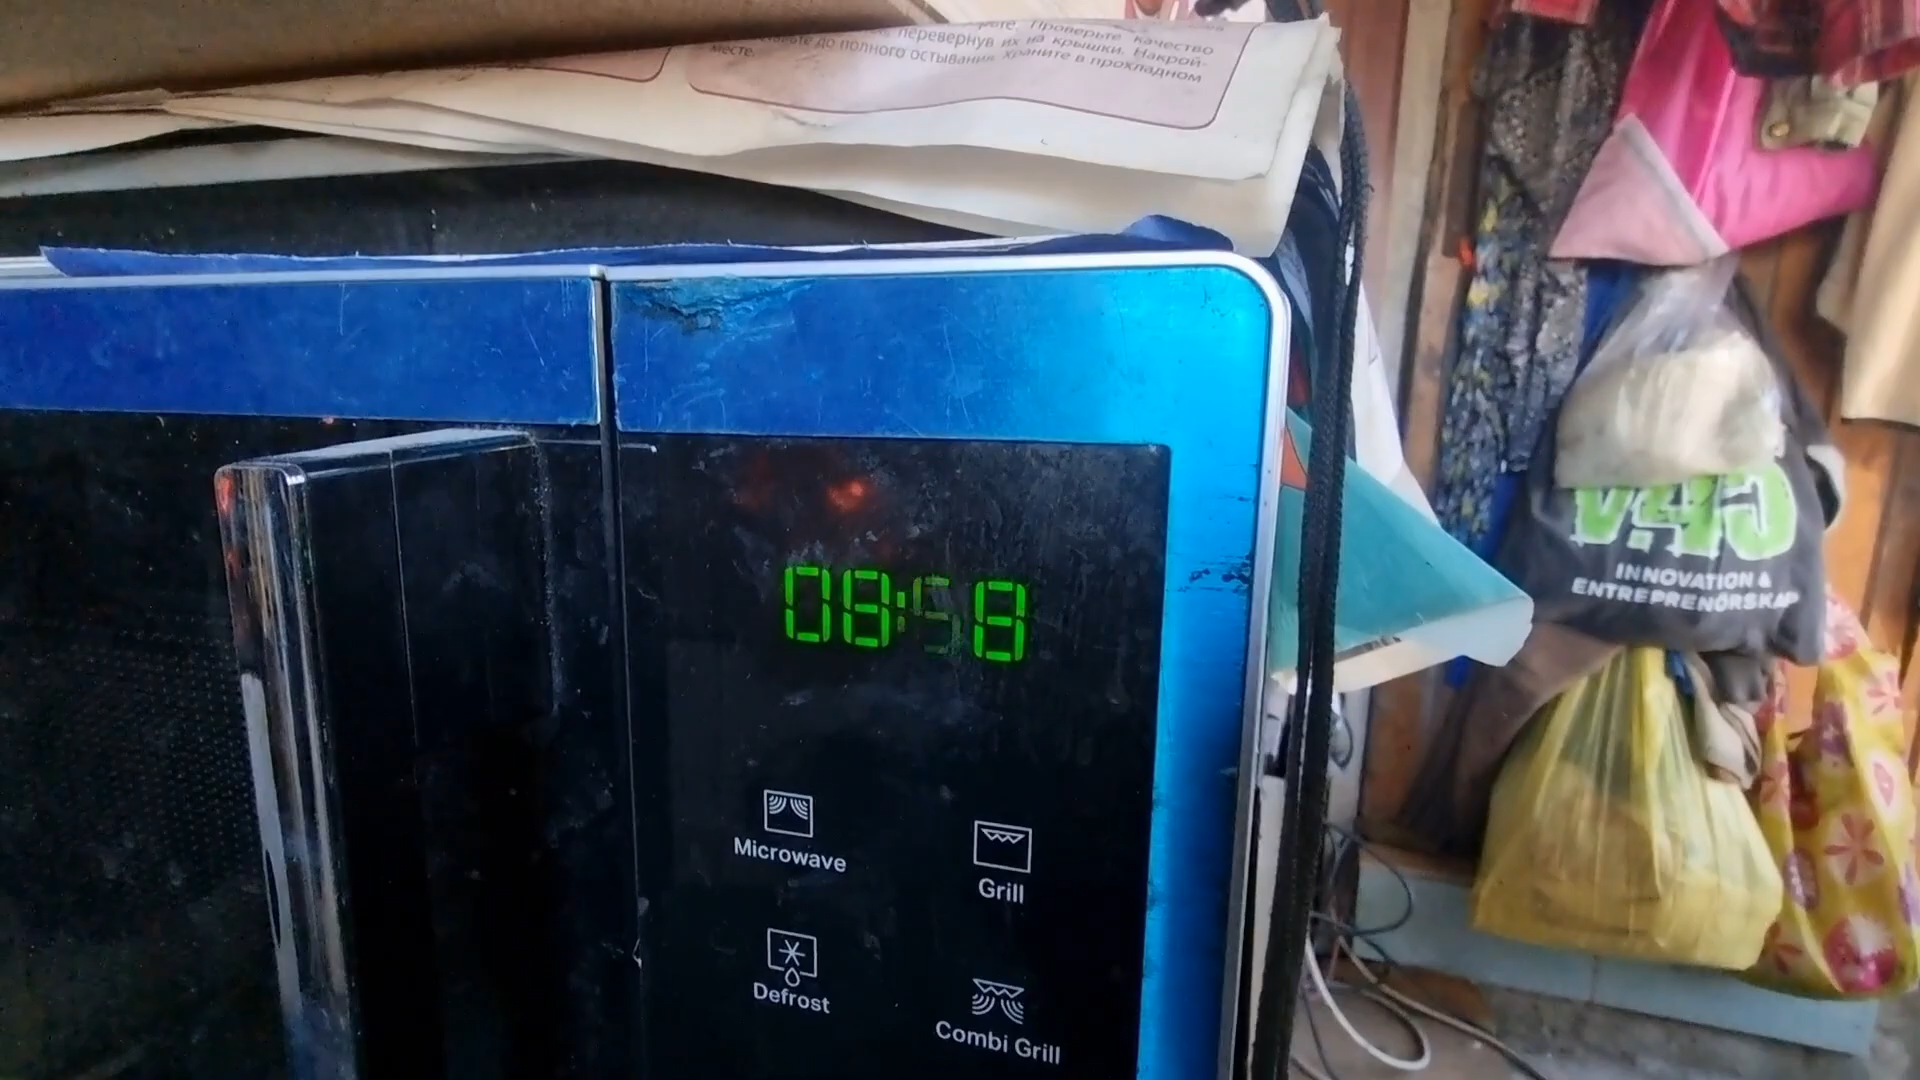 Проверьте качество
перевернув их на крышки. Накрой-
до полного остывания. Храните в прохладном
месте.
08:58
Microwave
Grill
Defrost
Combi Grill
INNOVATION &
ENTREPRENÖRSKAP